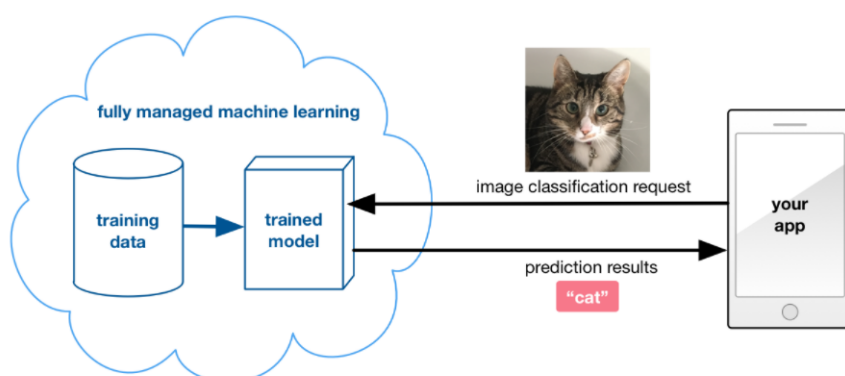 fully managed machine learning
training
data
trained
model
image classification request
prediction results
“cat”
your
app